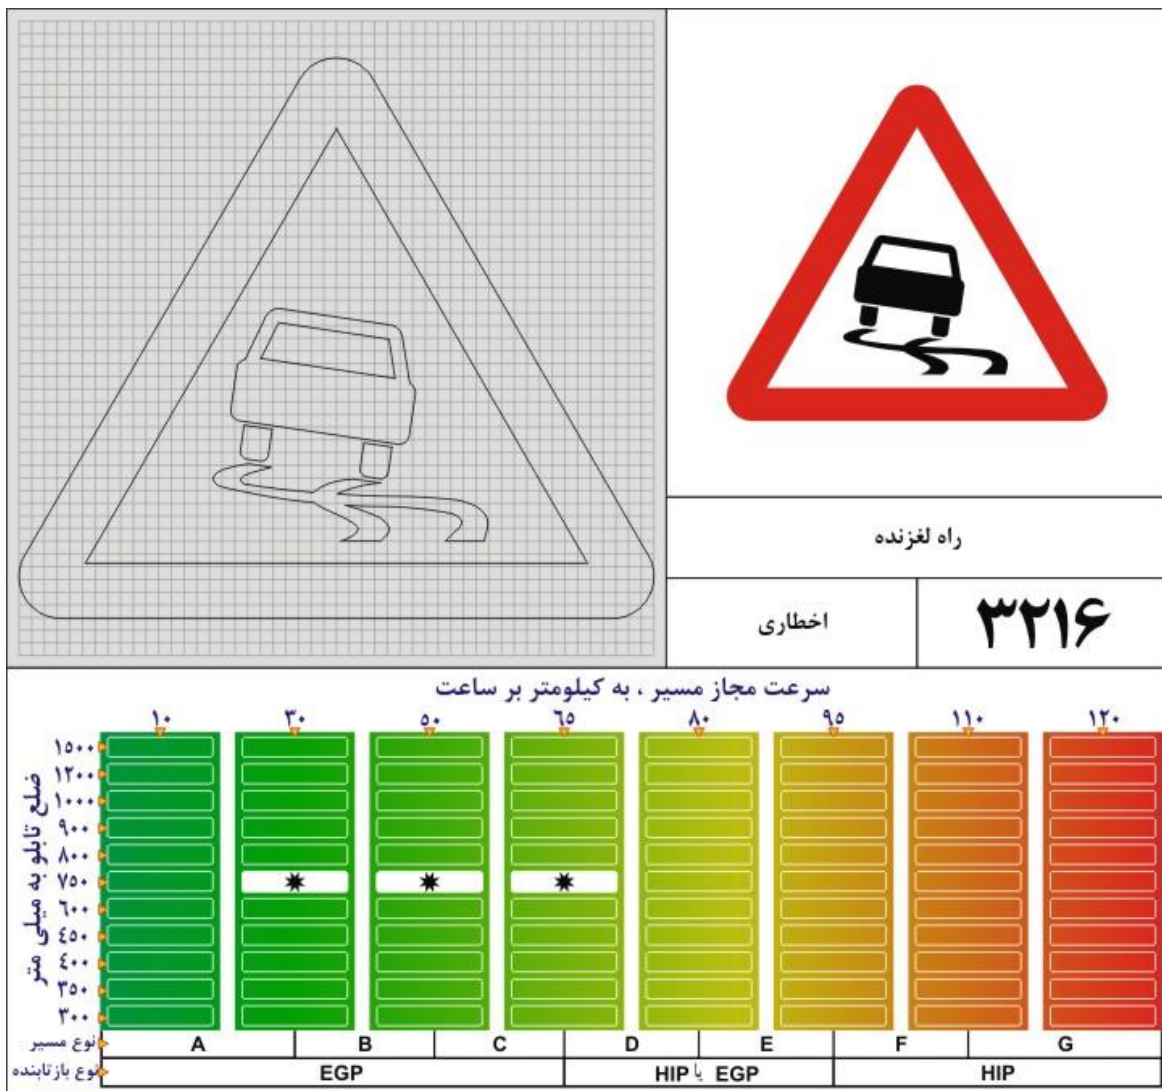 راه لغزنده
۳۲۱۶
اخطاری
سرعت مجاز مسیر ، به کیلومتر بر ساعت
۱۰ ۳۰ ۵۰ ۶۵ ۸۰ ۹۵ ۱۱۰ ۱۲۰
ضلع تابلو به میلی متر
۱۵۰۰
۱۲۰۰
۱۰۰۰
۹۰۰
۸۰۰
۷۵۰
۶۰۰
۴۵۰
۴۰۰
۳۵۰
۳۰۰
نوع مسیر A B C D E F G
نوع بازتابنده EGP HIP یا EGP HIP